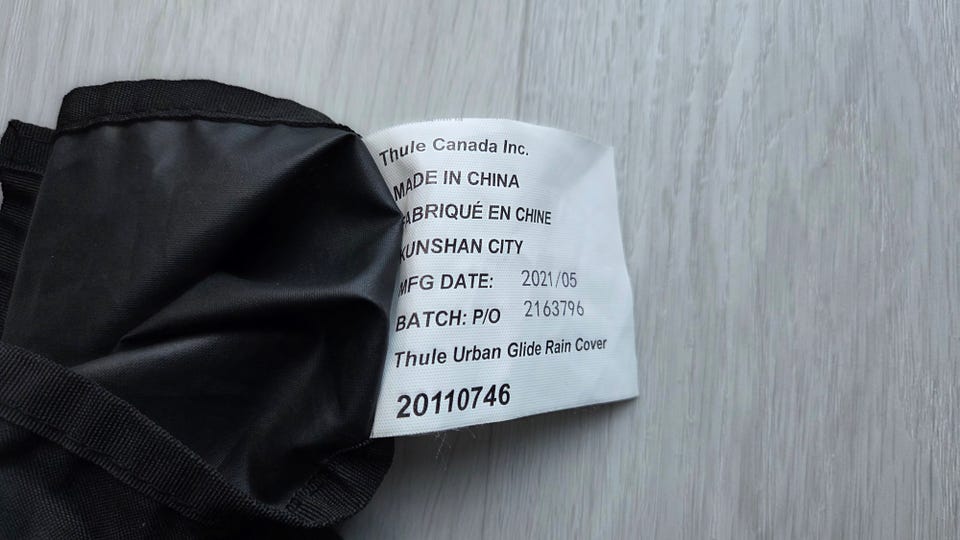 Thule Canada Inc.
MADE IN CHINA
FABRIQUÉ EN CHINE
KUNSHAN CITY
MFG DATE: 2021/05
BATCH: P/O 2163796
Thule Urban Glide Rain Cover
20110746